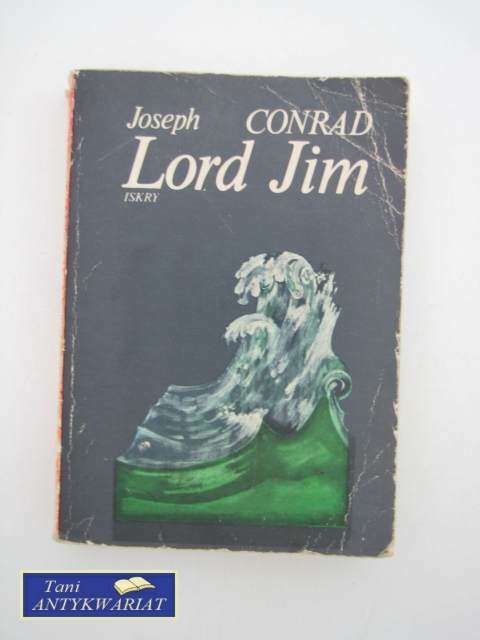 Joseph CONRAD
Lord Jim
ISKRY
Tani
ANTYKWARIAT